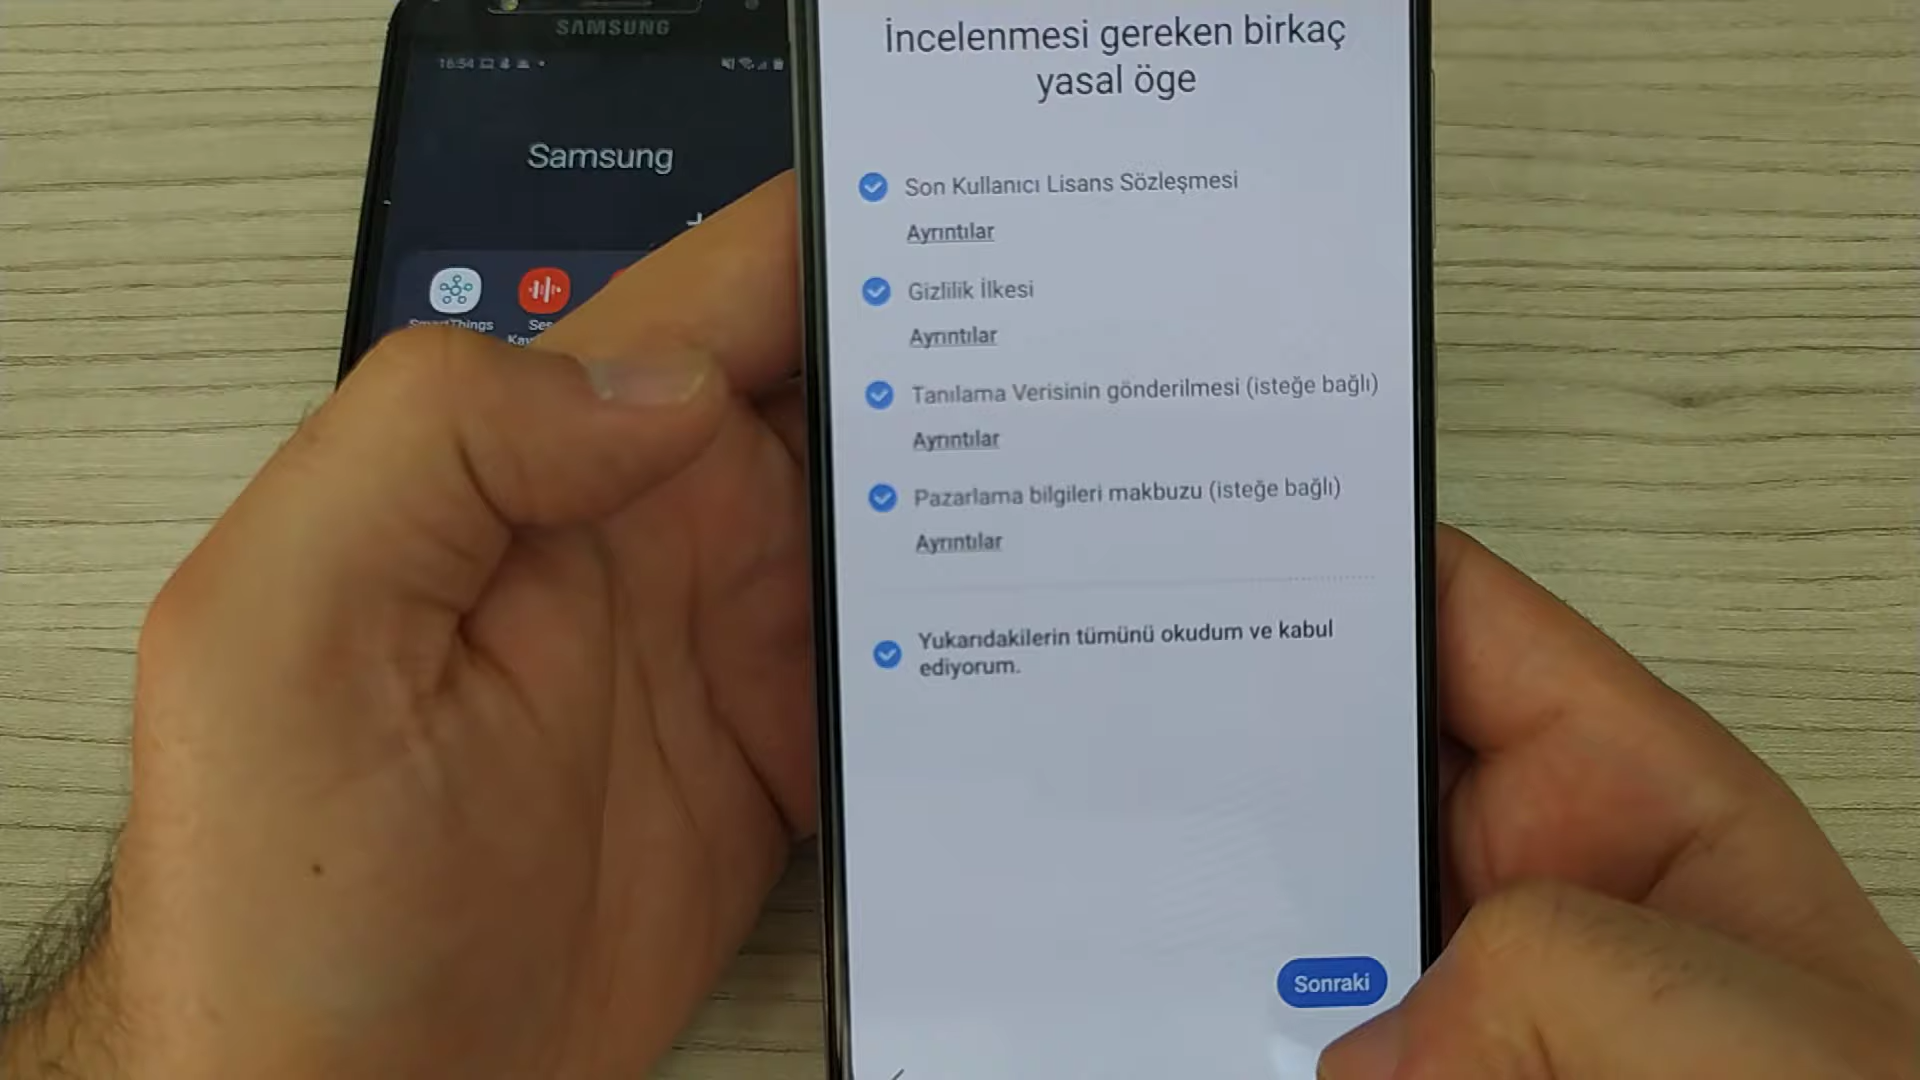 SAMSUNG
16:54
Samsung
SmartThings
Ses
İncelenmesi gereken birkaç
yasal öge
Son Kullanıcı Lisans Sözleşmesi
Ayrıntılar
Gizlilik İlkesi
Ayrıntılar
Tanılama Verisinin gönderilmesi (isteğe bağlı)
Ayrıntılar
Pazarlama bilgileri makbuzu (isteğe bağlı)
Ayrıntılar
Yukarıdakilerin tümünü okudum ve kabul
ediyorum.
Sonraki